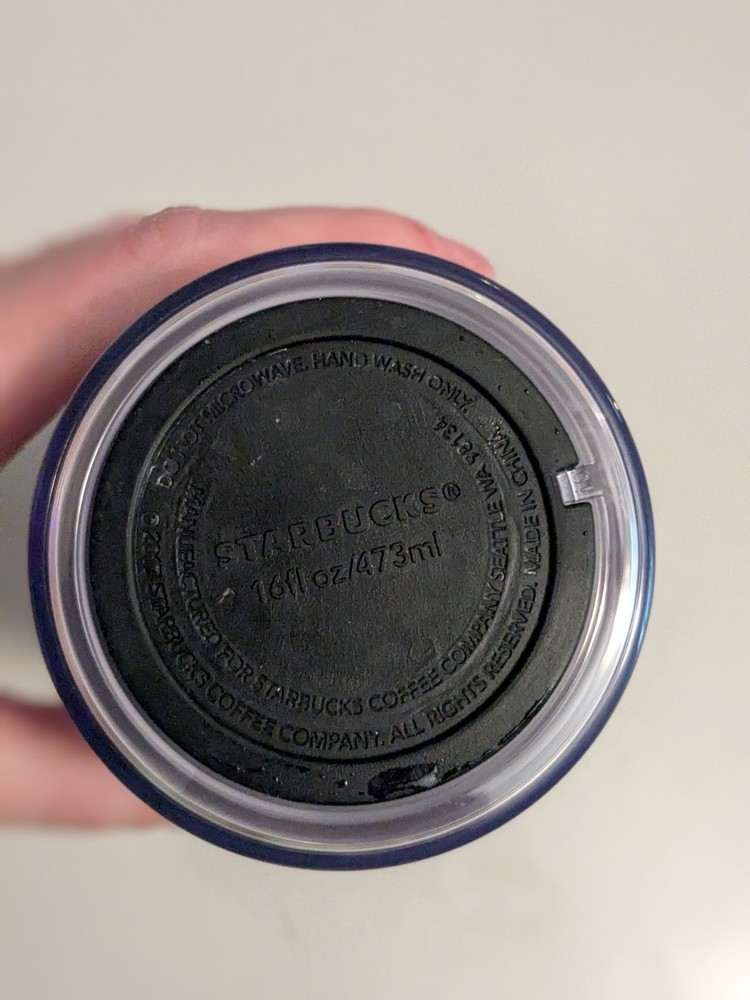 DO NOT MICROWAVE. HAND WASH ONLY.
©2017 STARBUCKS COFFEE COMPANY. ALL RIGHTS RESERVED. MADE IN CHINA.
MANUFACTURED FOR STARBUCKS COFFEE COMPANY SEATTLE WA 98134
STARBUCKS®
16fl oz/473ml